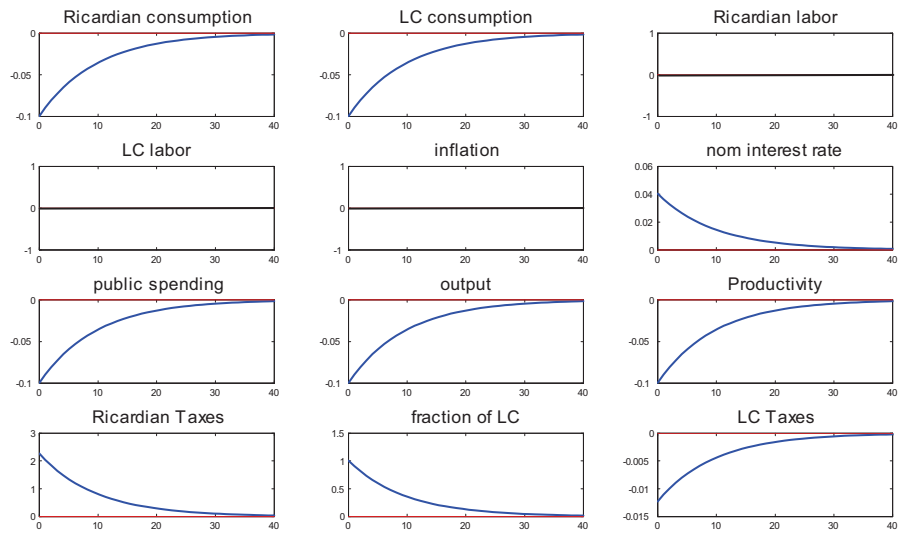 Ricardian consumption LC consumption Ricardian labor
0 0 1
-0.05 -0.05 0
-0.1 -0.1 -1
0 10 20 30 40 0 10 20 30 40 0 10 20 30 40
LC labor inflation nom interest rate
1 1 0.06
0.04
0 0
0.02
-1 -1 0
0 10 20 30 40 0 10 20 30 40 0 10 20 30 40
public spending output Productivity
0 0 0
-0.05 -0.05 -0.05
-0.1 -0.1 -0.1
0 10 20 30 40 0 10 20 30 40 0 10 20 30 40
Ricardian Taxes fraction of LC LC Taxes
3 1.5 0
2 1 -0.005
1 0.5 -0.01
0 0 -0.015
0 10 20 30 40 0 10 20 30 40 0 10 20 30 40